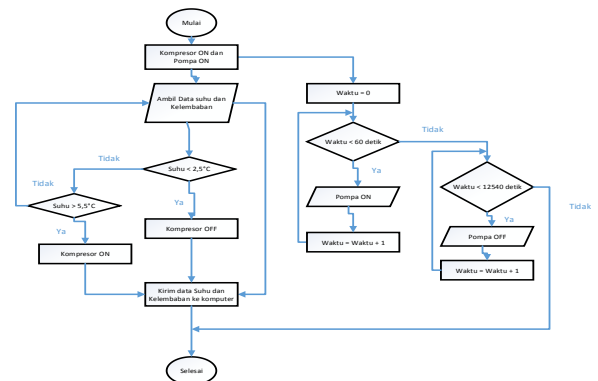 Mulai
Kompresor ON dan
Pompa ON
Ambil Data suhu dan
Kelembaban
Waktu = 0
Tidak
Waktu < 60 detik
Tidak
Suhu < 2,5°C
Ya
Waktu < 12540 detik
Tidak
Suhu > 5,5°C
Ya
Pompa ON
Tidak
Ya
Ya
Kompresor OFF
Pompa OFF
Kompresor ON
Waktu = Waktu + 1
Waktu = Waktu + 1
Kirim data Suhu dan
Kelembaban ke komputer
Selesai